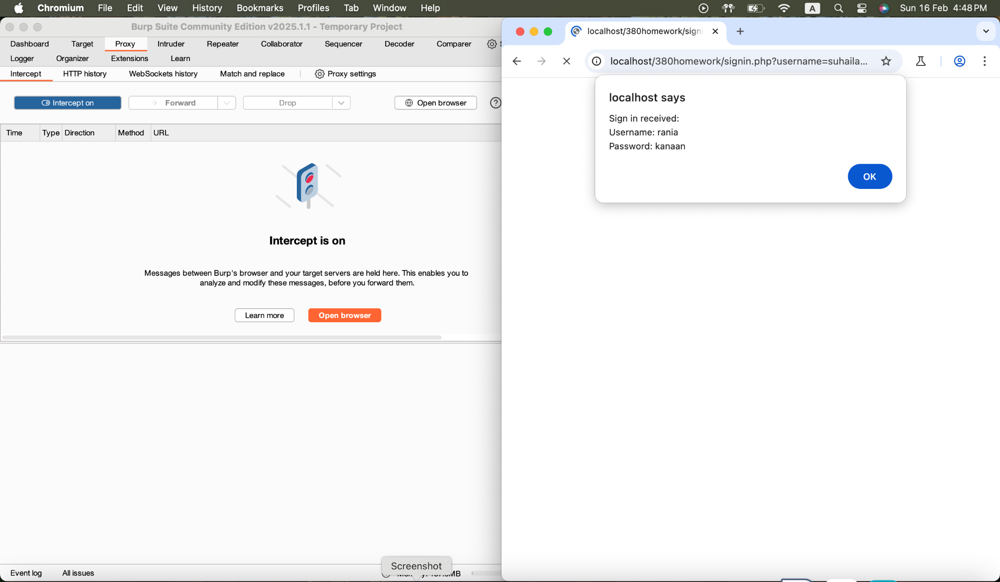 Chromium File Edit View History Bookmarks Profiles Tab Window Help A Sun 16 Feb 4:48 PM
Burp Suite Community Edition v2025.1.1 - Temporary Project
Dashboard Target Proxy Intruder Repeater Collaborator Sequencer Decoder Comparer
Logger Organizer Extensions Learn
Intercept HTTP history WebSockets history Match and replace Proxy settings
Intercept on Forward Drop Open browser
Time Type Direction Method URL
Intercept is on
Messages between Burp's browser and your target servers are held here. This enables you to
analyze and modify these messages, before you forward them.
Learn more Open browser
Event log All issues
Screenshot
localhost/380homework/signi
localhost/380homework/signin.php?username=suhaila...
localhost says
Sign in received:
Username: rania
Password: kanaan
OK